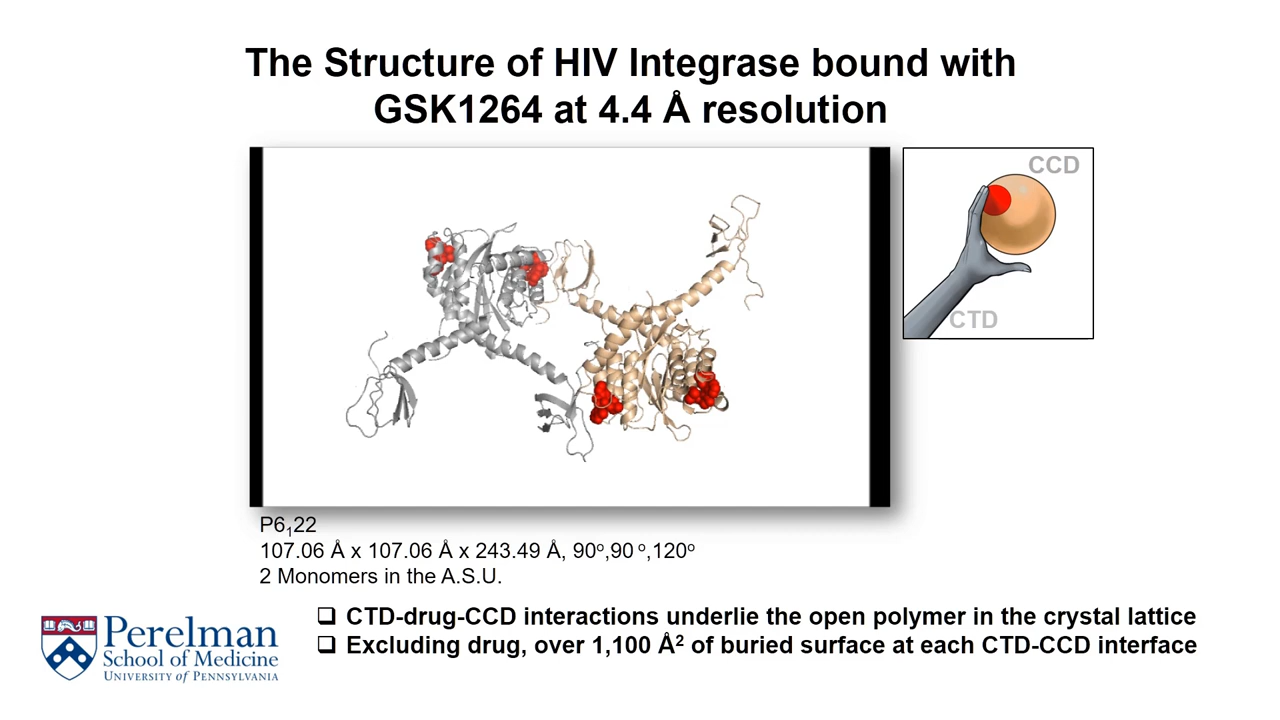 The Structure of HIV Integrase bound with
GSK1264 at 4.4 Å resolution
CCD
CTD
P6₁22
107.06 Å x 107.06 Å x 243.49 Å, 90º,90 º,120º
2 Monomers in the A.S.U.
❑ CTD-drug-CCD interactions underlie the open polymer in the crystal lattice
❑ Excluding drug, over 1,100 Å² of buried surface at each CTD-CCD interface
Perelman
School of Medicine
University of Pennsylvania